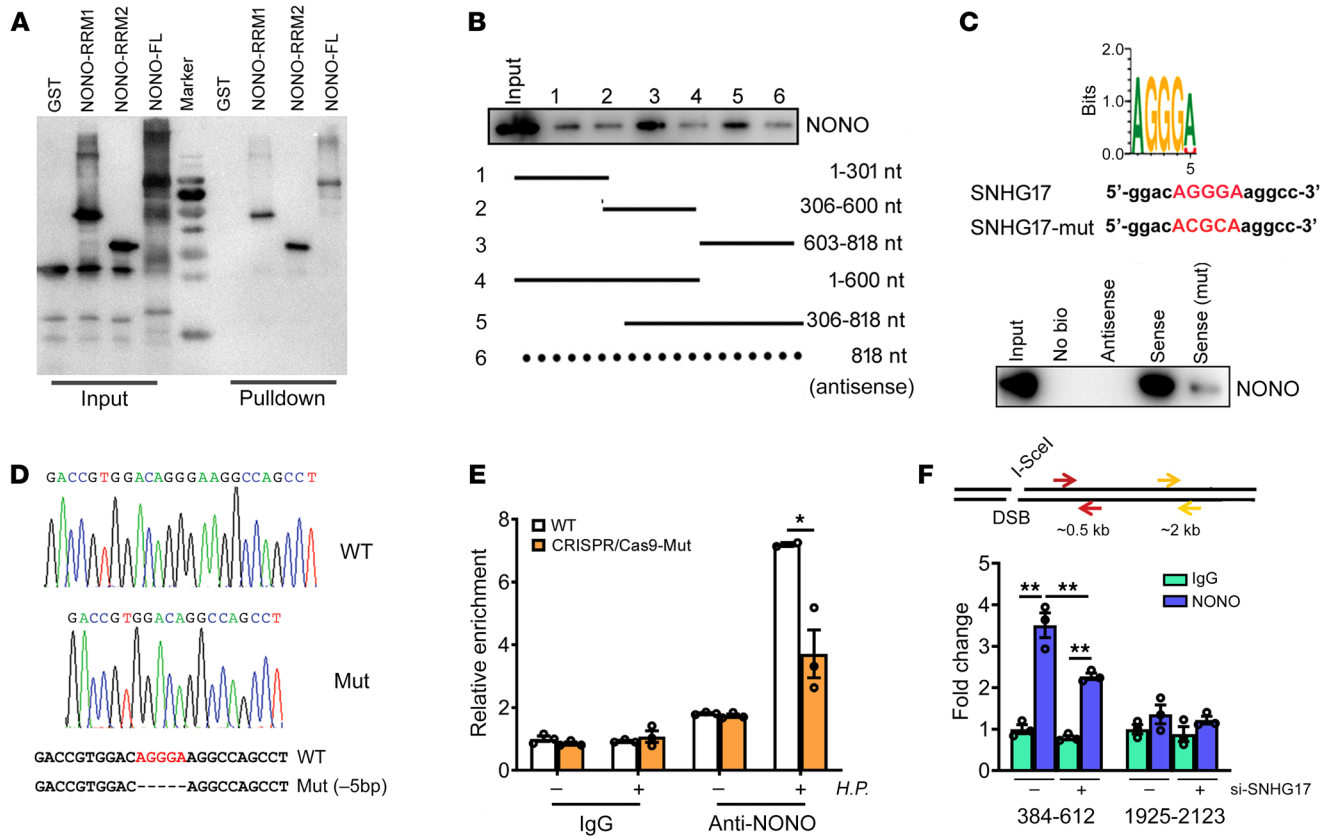 A
GST
NONO-RRM1
NONO-RRM2
NONO-FL
Marker
GST
NONO-RRM1
NONO-RRM2
NONO-FL
Input
Pulldown
B
Input 1 2 3 4 5 6
NONO
1 1-301 nt
2 306-600 nt
3 603-818 nt
4 1-600 nt
5 306-818 nt
6 818 nt
(antisense)
C
2.0
1.0
0.0
Bits
AGGGA
5
SNHG17 5’-ggacAGGGAaggcc-3’
SNHG17-mut 5’-ggacACGCAaggcc-3’
Input
No bio
Antisense
Sense
Sense (mut)
NONO
D
GACCGTGGACAGGGAAGGCCAGCCT
WT
GACCGTGGACAGGCCAGCCT
Mut
GACCGTGGACAGGGAAGGCCAGCCT WT
GACCGTGGAC-----AGGCCAGCCT Mut (–5bp)
E
Relative enrichment
8
6
4
2
0
WT
CRISPR/Cas9-Mut
*
– + – + H.P.
IgG Anti-NONO
F
I-SceI
DSB
~0.5 kb
~2 kb
Fold change
5
4
3
2
1
0
IgG
NONO
** **
**
– + – + si-SNHG17
384-612 1925-2123